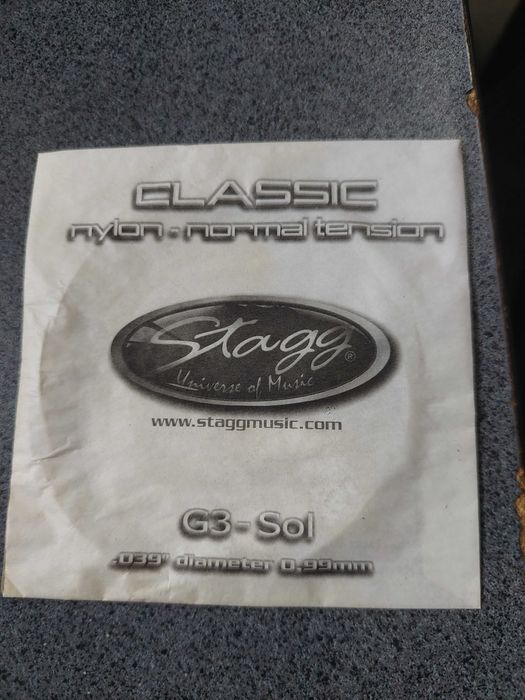 CLASSIC
nylon - normal tension
Stagg®
Universe of Music
www.staggmusic.com
G3-Sol
.039" diameter 0,99mm